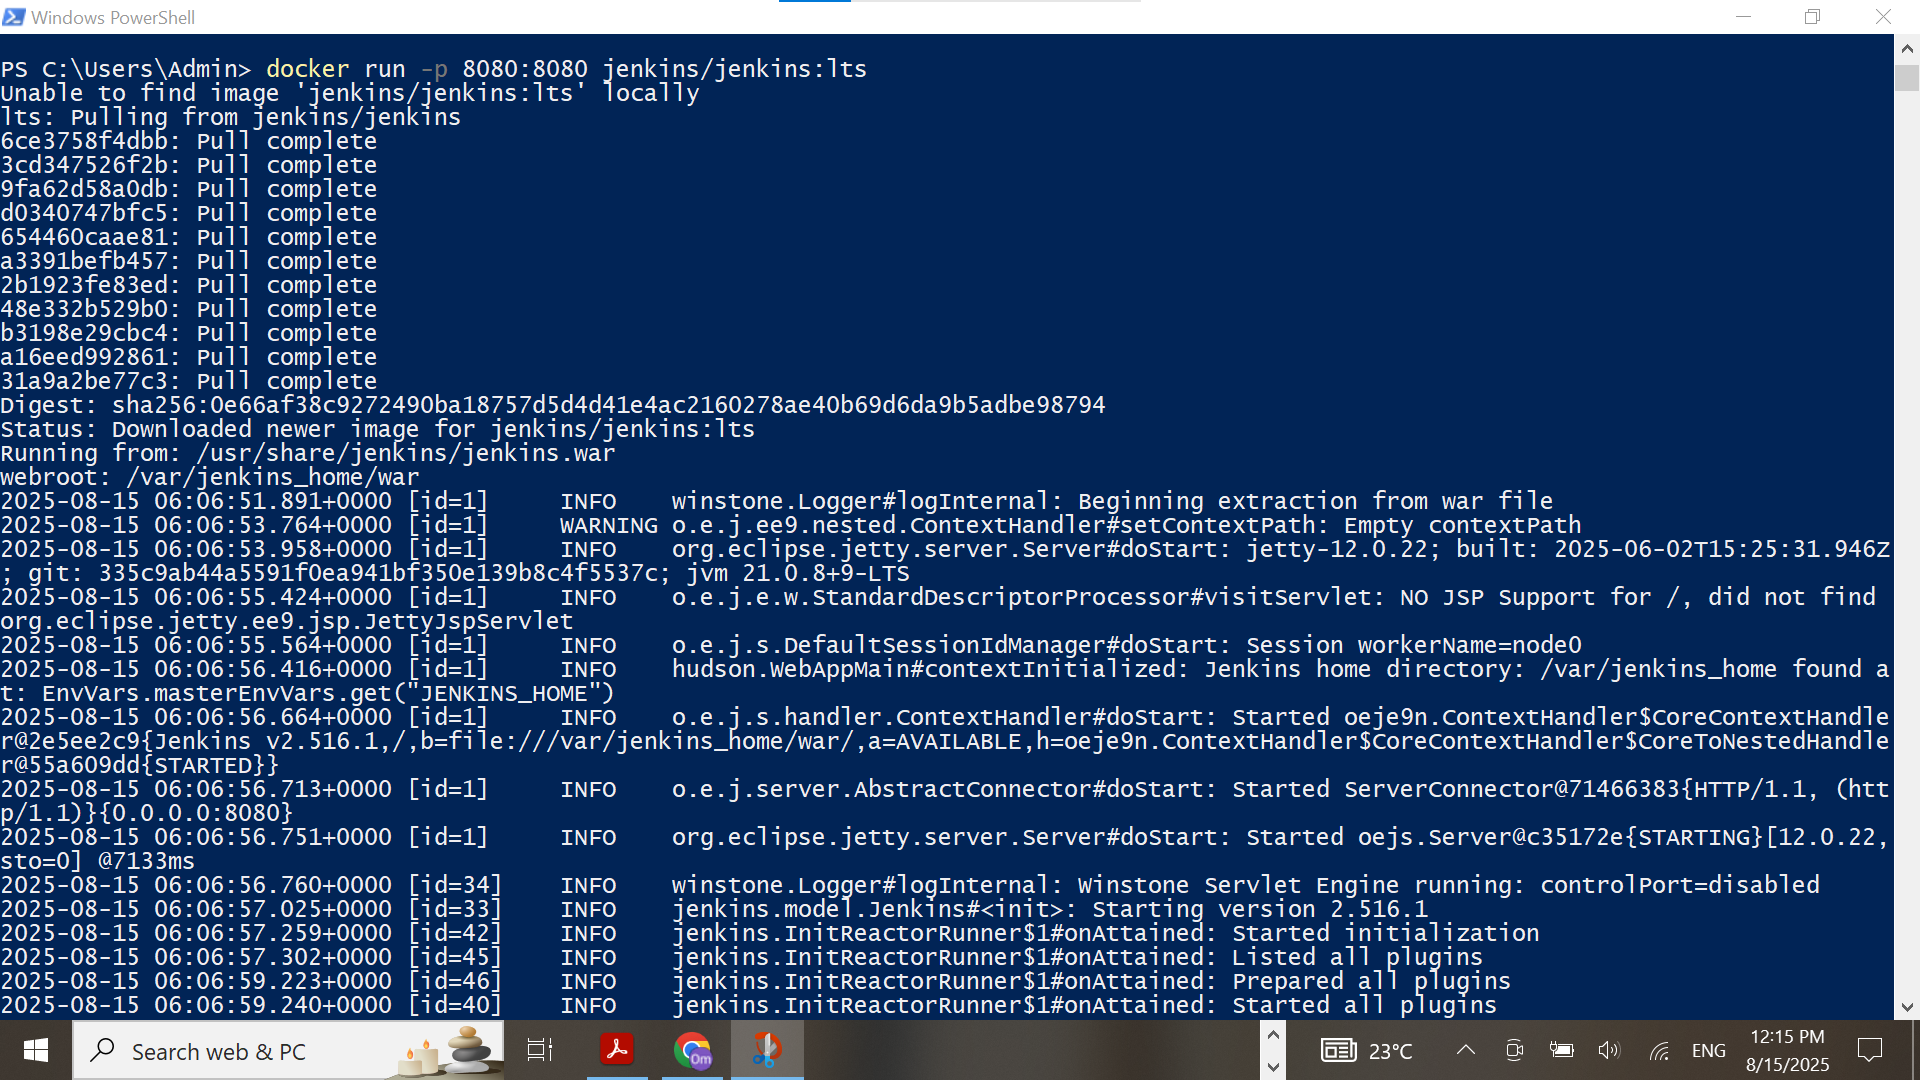 Windows PowerShell
PS C:\Users\Admin> docker run -p 8080:8080 jenkins/jenkins:lts
Unable to find image 'jenkins/jenkins:lts' locally
lts: Pulling from jenkins/jenkins
6ce3758f4dbb: Pull complete
3cd347526f2b: Pull complete
9fa62d58a0db: Pull complete
d0340747bfc5: Pull complete
654460caae81: Pull complete
a3391befb457: Pull complete
2b1923fe83ed: Pull complete
48e332b529b0: Pull complete
b3198e29cbc4: Pull complete
a16eed992861: Pull complete
31a9a2be77c3: Pull complete
Digest: sha256:0e66af38c9272490ba18757d5d4d41e4ac2160278ae40b69d6da9b5adbe98794
Status: Downloaded newer image for jenkins/jenkins:lts
Running from: /usr/share/jenkins/jenkins.war
webroot: /var/jenkins_home/war
2025-08-15 06:06:51.891+0000 [id=1]     INFO    winstone.Logger#logInternal: Beginning extraction from war file
2025-08-15 06:06:53.764+0000 [id=1]     WARNING o.e.j.ee9.nested.ContextHandler#setContextPath: Empty contextPath
2025-08-15 06:06:53.958+0000 [id=1]     INFO    org.eclipse.jetty.server.Server#doStart: jetty-12.0.22; built: 2025-06-02T15:25:31.946Z
; git: 335c9ab44a5591f0ea941bf350e139b8c4f5537c; jvm 21.0.8+9-LTS
2025-08-15 06:06:55.424+0000 [id=1]     INFO    o.e.j.e.w.StandardDescriptorProcessor#visitServlet: NO JSP Support for /, did not find
org.eclipse.jetty.ee9.jsp.JettyJspServlet
2025-08-15 06:06:55.564+0000 [id=1]     INFO    o.e.j.s.DefaultSessionIdManager#doStart: Session workerName=node0
2025-08-15 06:06:56.416+0000 [id=1]     INFO    hudson.WebAppMain#contextInitialized: Jenkins home directory: /var/jenkins_home found a
t: EnvVars.masterEnvVars.get("JENKINS_HOME")
2025-08-15 06:06:56.664+0000 [id=1]     INFO    o.e.j.s.handler.ContextHandler#doStart: Started oeje9n.ContextHandler$CoreContextHandle
r@2e5ee2c9{Jenkins v2.516.1,/,b=file:///var/jenkins_home/war/,a=AVAILABLE,h=oeje9n.ContextHandler$CoreContextHandler$CoreToNestedHandle
r@55a609dd{STARTED}}
2025-08-15 06:06:56.713+0000 [id=1]     INFO    o.e.j.server.AbstractConnector#doStart: Started ServerConnector@71466383{HTTP/1.1, (htt
p/1.1)}{0.0.0.0:8080}
2025-08-15 06:06:56.751+0000 [id=1]     INFO    org.eclipse.jetty.server.Server#doStart: Started oejs.Server@c35172e{STARTING}[12.0.22,
sto=0] @7133ms
2025-08-15 06:06:56.760+0000 [id=34]    INFO    winstone.Logger#logInternal: Winstone Servlet Engine running: controlPort=disabled
2025-08-15 06:06:57.025+0000 [id=33]    INFO    jenkins.model.Jenkins#<init>: Starting version 2.516.1
2025-08-15 06:06:57.259+0000 [id=42]    INFO    jenkins.InitReactorRunner$1#onAttained: Started initialization
2025-08-15 06:06:57.302+0000 [id=45]    INFO    jenkins.InitReactorRunner$1#onAttained: Listed all plugins
2025-08-15 06:06:59.223+0000 [id=46]    INFO    jenkins.InitReactorRunner$1#onAttained: Prepared all plugins
2025-08-15 06:06:59.240+0000 [id=40]    INFO    jenkins.InitReactorRunner$1#onAttained: Started all plugins
Search web & PC
Om
23°C
ENG
12:15 PM
8/15/2025